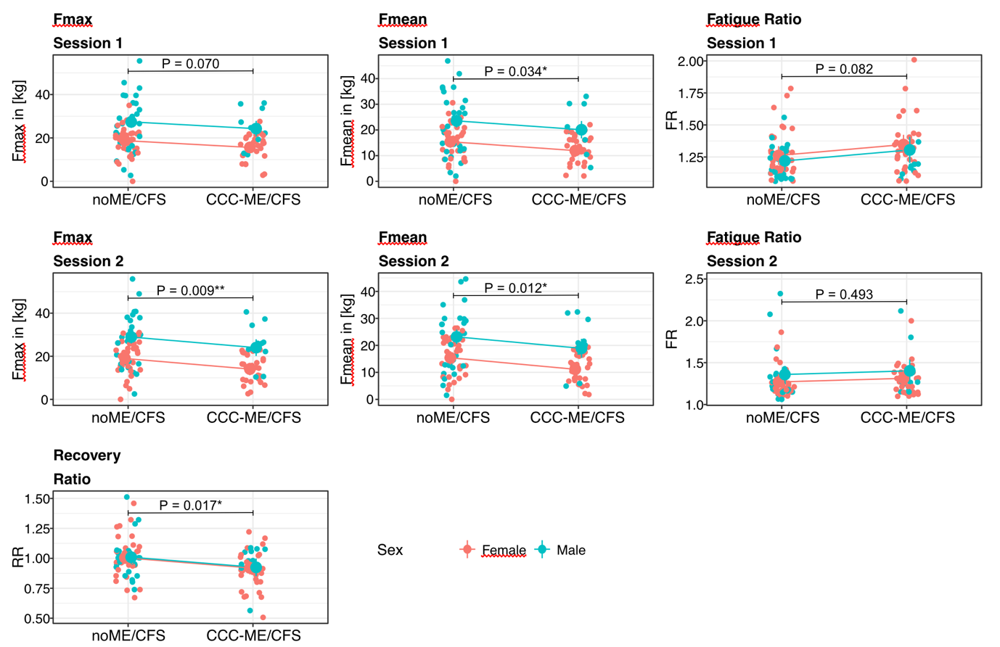 Fmax
Session 1
P = 0.070
Fmax in [kg]
40
20
0
noME/CFS CCC-ME/CFS
Fmean
Session 1
P = 0.034*
Fmean in [kg]
40
30
20
10
0
noME/CFS CCC-ME/CFS
Fatigue Ratio
Session 1
P = 0.082
FR
2.00
1.75
1.50
1.25
noME/CFS CCC-ME/CFS
Fmax
Session 2
P = 0.009**
Fmax in [kg]
40
20
0
noME/CFS CCC-ME/CFS
Fmean
Session 2
P = 0.012*
Fmean in [kg]
40
30
20
10
0
noME/CFS CCC-ME/CFS
Fatigue Ratio
Session 2
P = 0.493
FR
2.5
2.0
1.5
1.0
noME/CFS CCC-ME/CFS
Recovery
Ratio
P = 0.017*
RR
1.50
1.25
1.00
0.75
0.50
noME/CFS CCC-ME/CFS
Sex Female Male